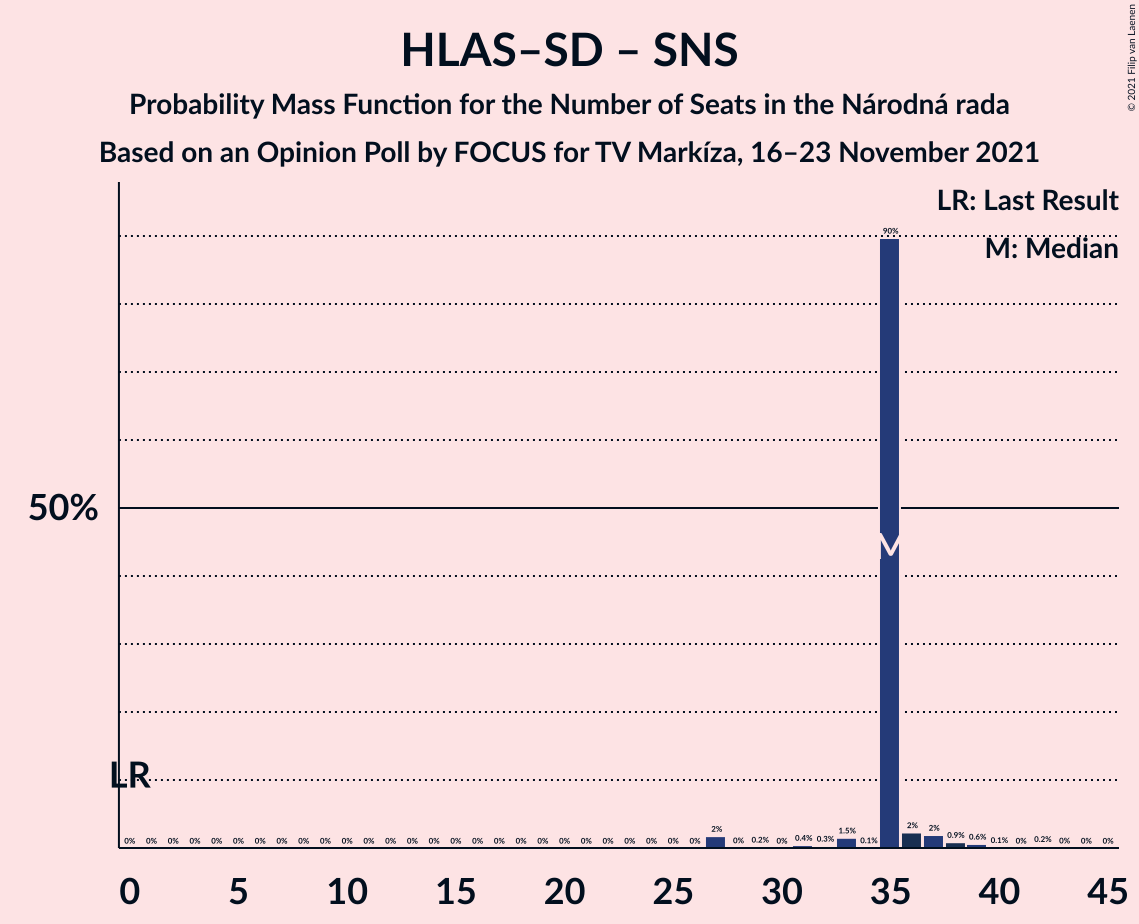 HLAS–SD – SNS
Probability Mass Function for the Number of Seats in the Národná rada
Based on an Opinion Poll by FOCUS for TV Markíza, 16–23 November 2021
© 2021 Filip van Laenen
LR: Last Result
M: Median
90%
50%
M
LR
0% 0% 0% 0% 0% 0% 0% 0% 0% 0% 0% 0% 0% 0% 0% 0% 0% 0% 0% 0% 0% 0% 0% 0% 0% 0% 0% 2% 0% 0.2% 0% 0.4% 0.3% 1.5% 0.1% 2% 2% 0.9% 0.6% 0.1% 0% 0.2% 0% 0% 0%
0 5 10 15 20 25 30 35 40 45